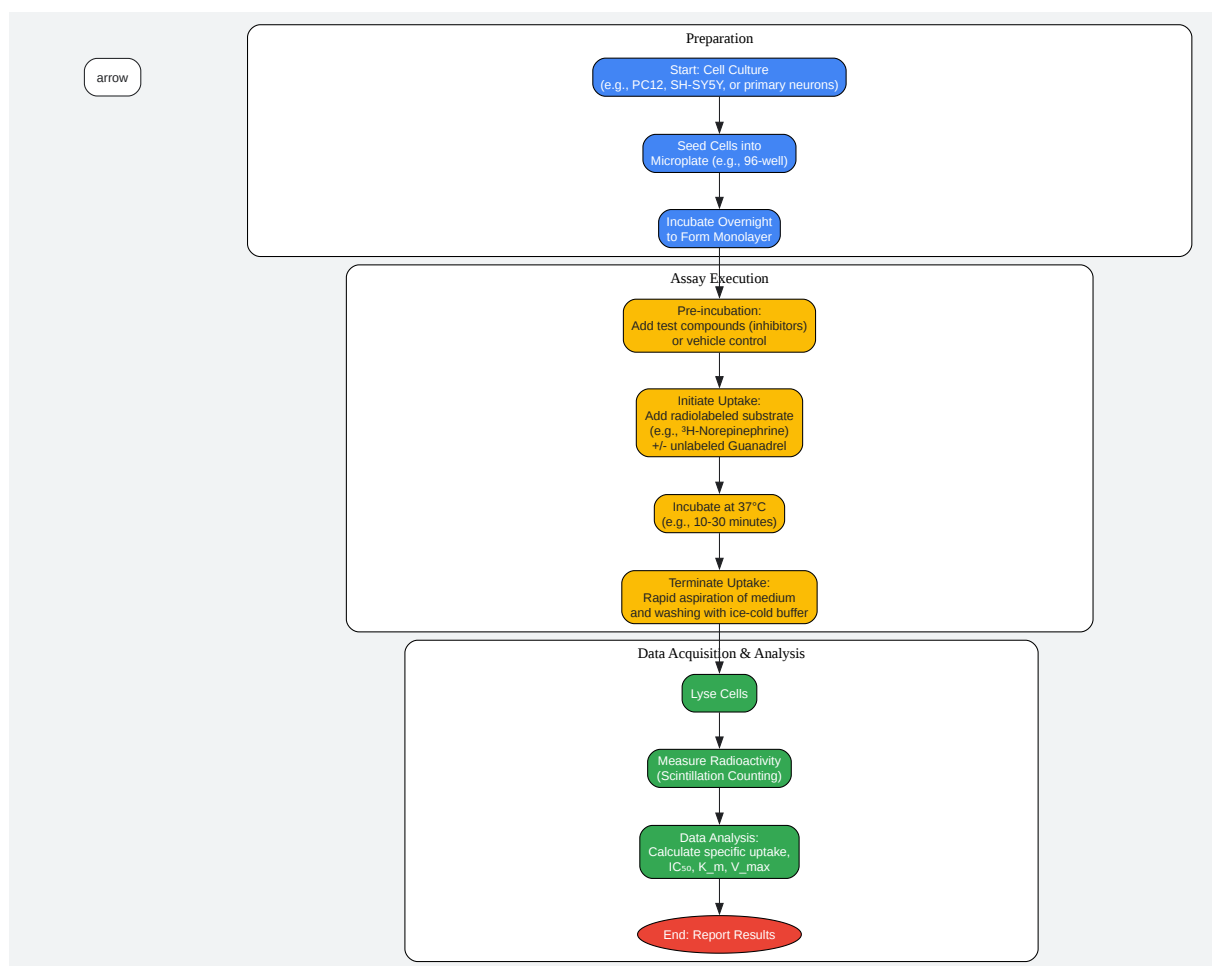 Preparation
arrow
Start: Cell Culture
(e.g., PC12, SH-SY5Y, or primary neurons)
Seed Cells into
Microplate (e.g., 96-well)
Incubate Overnight
to Form Monolayer
Assay Execution
Pre-incubation:
Add test compounds (inhibitors)
or vehicle control
Initiate Uptake:
Add radiolabeled substrate
(e.g., ³H-Norepinephrine)
+/- unlabeled Guanadrel
Incubate at 37°C
(e.g., 10-30 minutes)
Terminate Uptake:
Rapid aspiration of medium
and washing with ice-cold buffer
Data Acquisition & Analysis
Lyse Cells
Measure Radioactivity
(Scintillation Counting)
Data Analysis:
Calculate specific uptake,
IC₅₀, K_m, V_max
End: Report Results